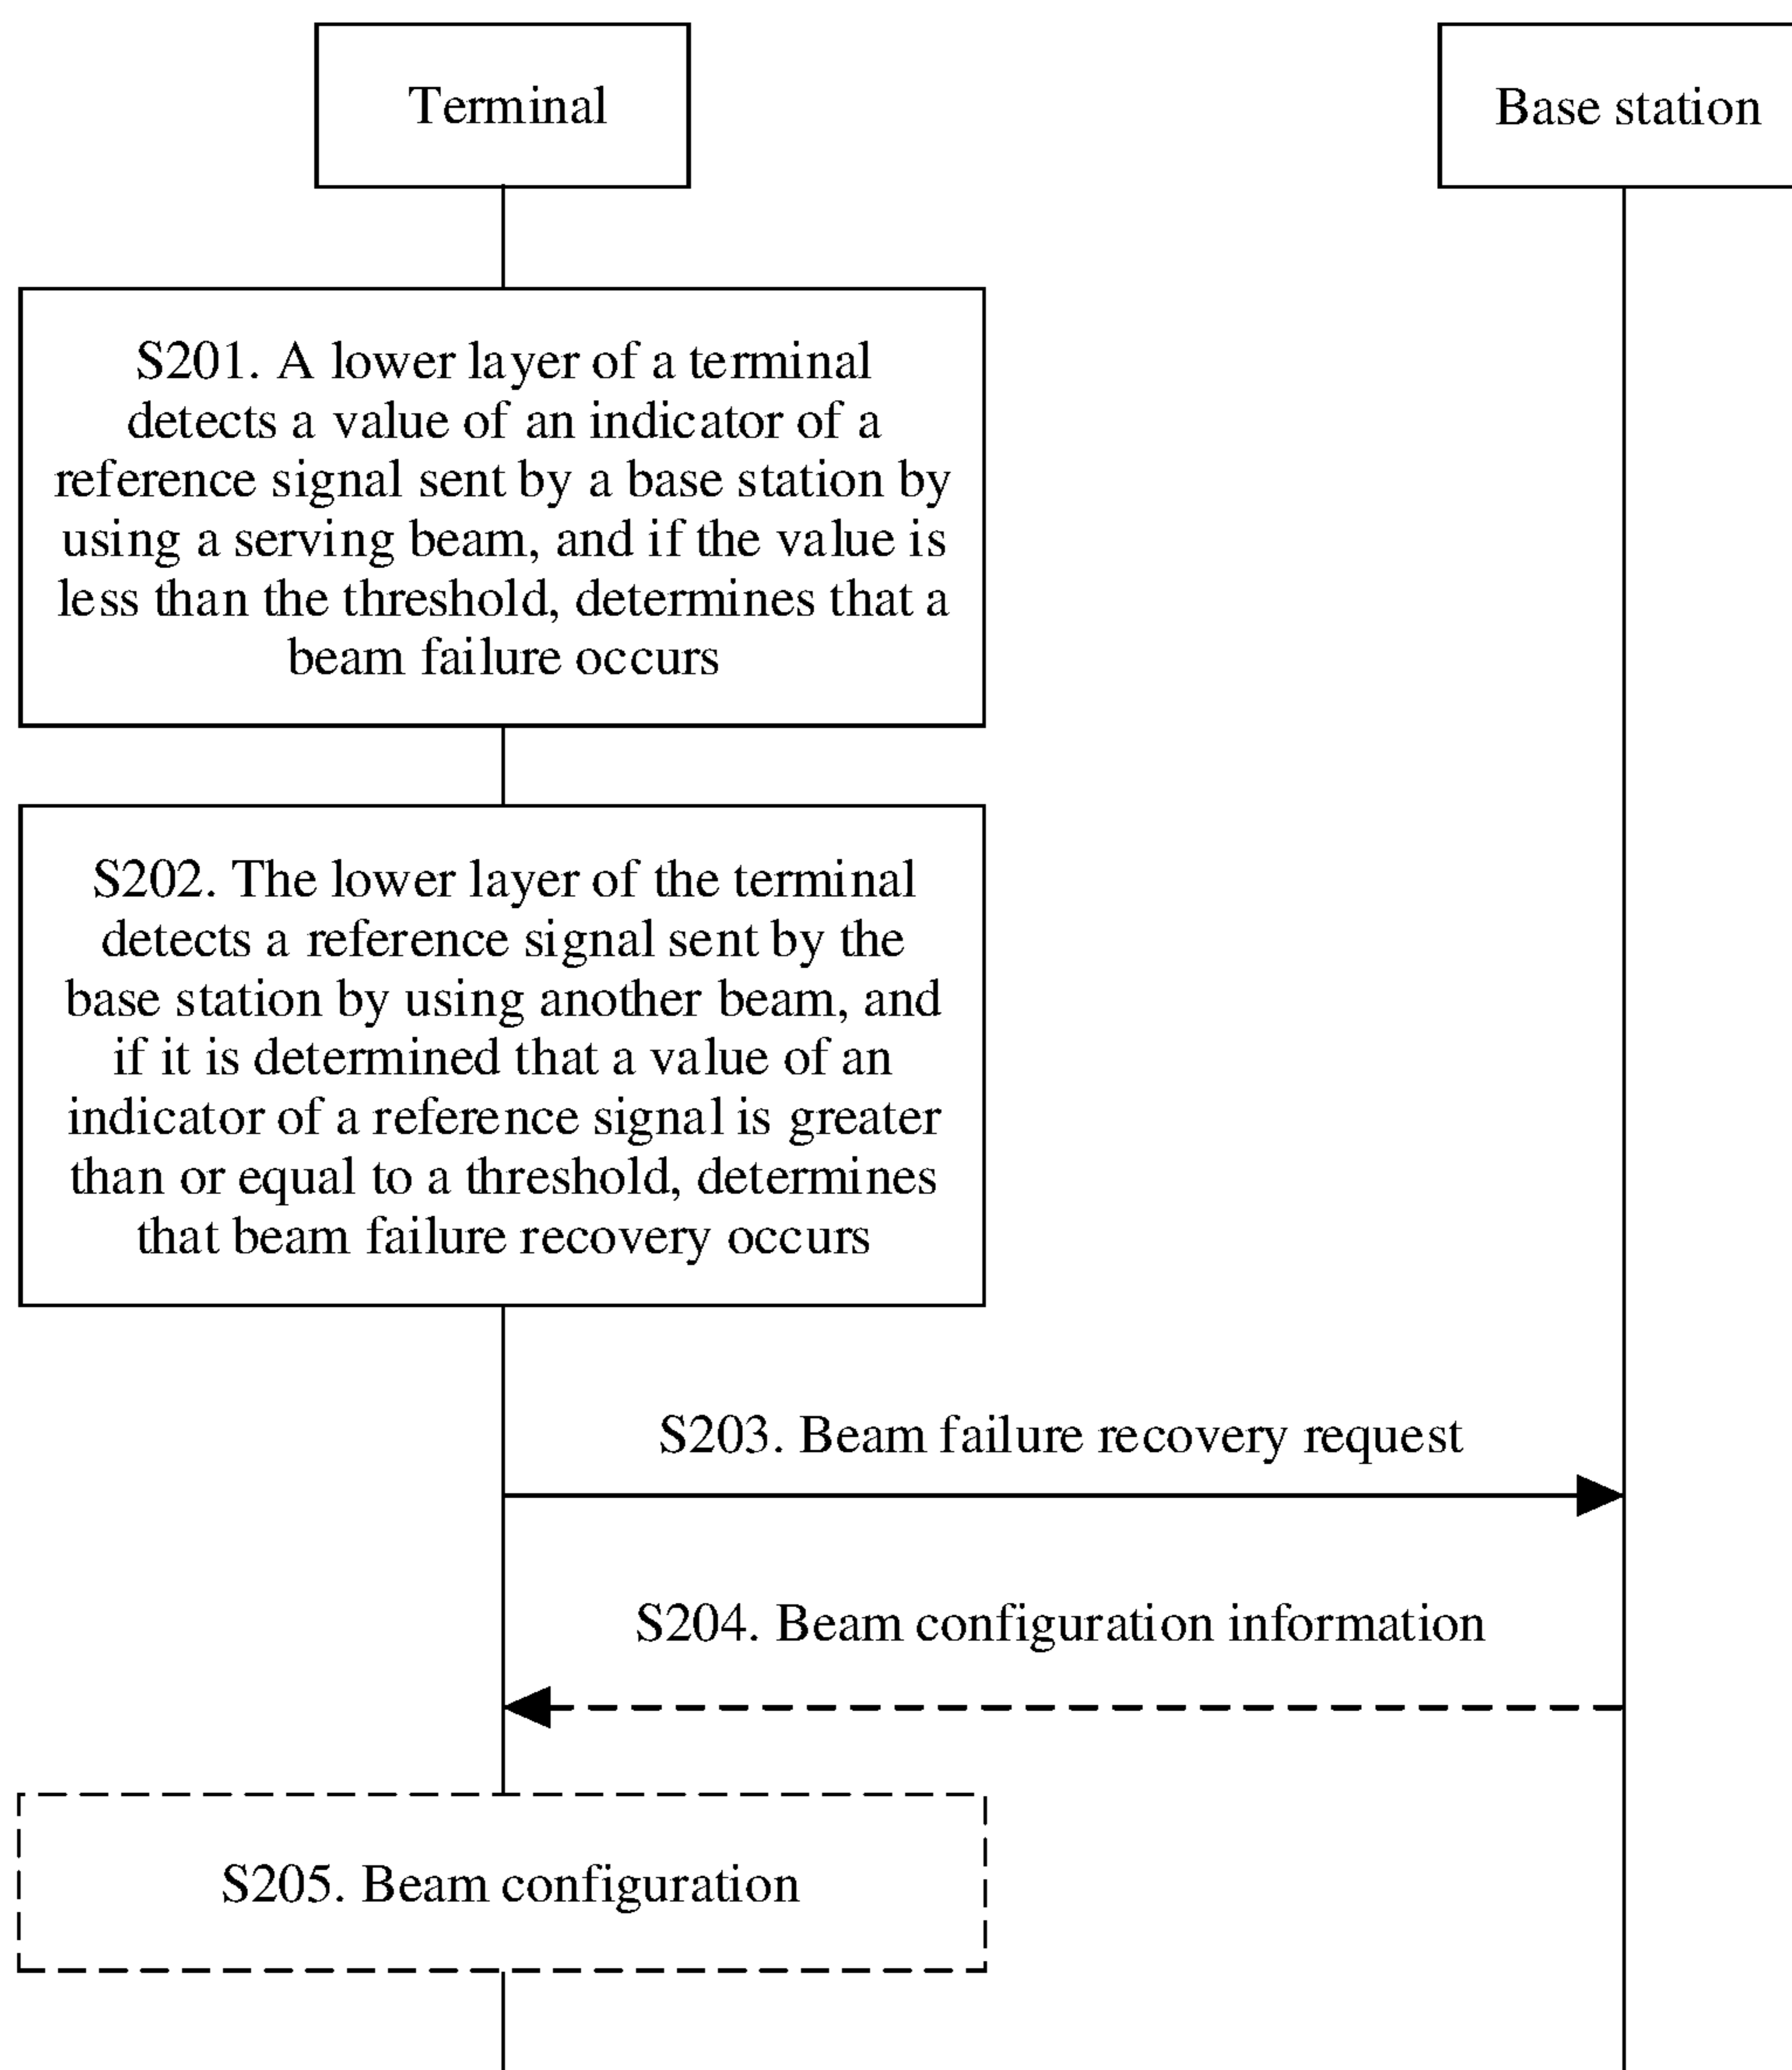 Terminal
Base station
S201. A lower layer of a terminal
detects a value of an indicator of a
reference signal sent by a base station by
using a serving beam, and if the value is
less than the threshold, determines that a
beam failure occurs
S202. The lower layer of the terminal
detects a reference signal sent by the
base station by using another beam, and
if it is determined that a value of an
indicator of a reference signal is greater
than or equal to a threshold, determines
that beam failure recovery occurs
S203. Beam failure recovery request
S204. Beam configuration information
S205. Beam configuration